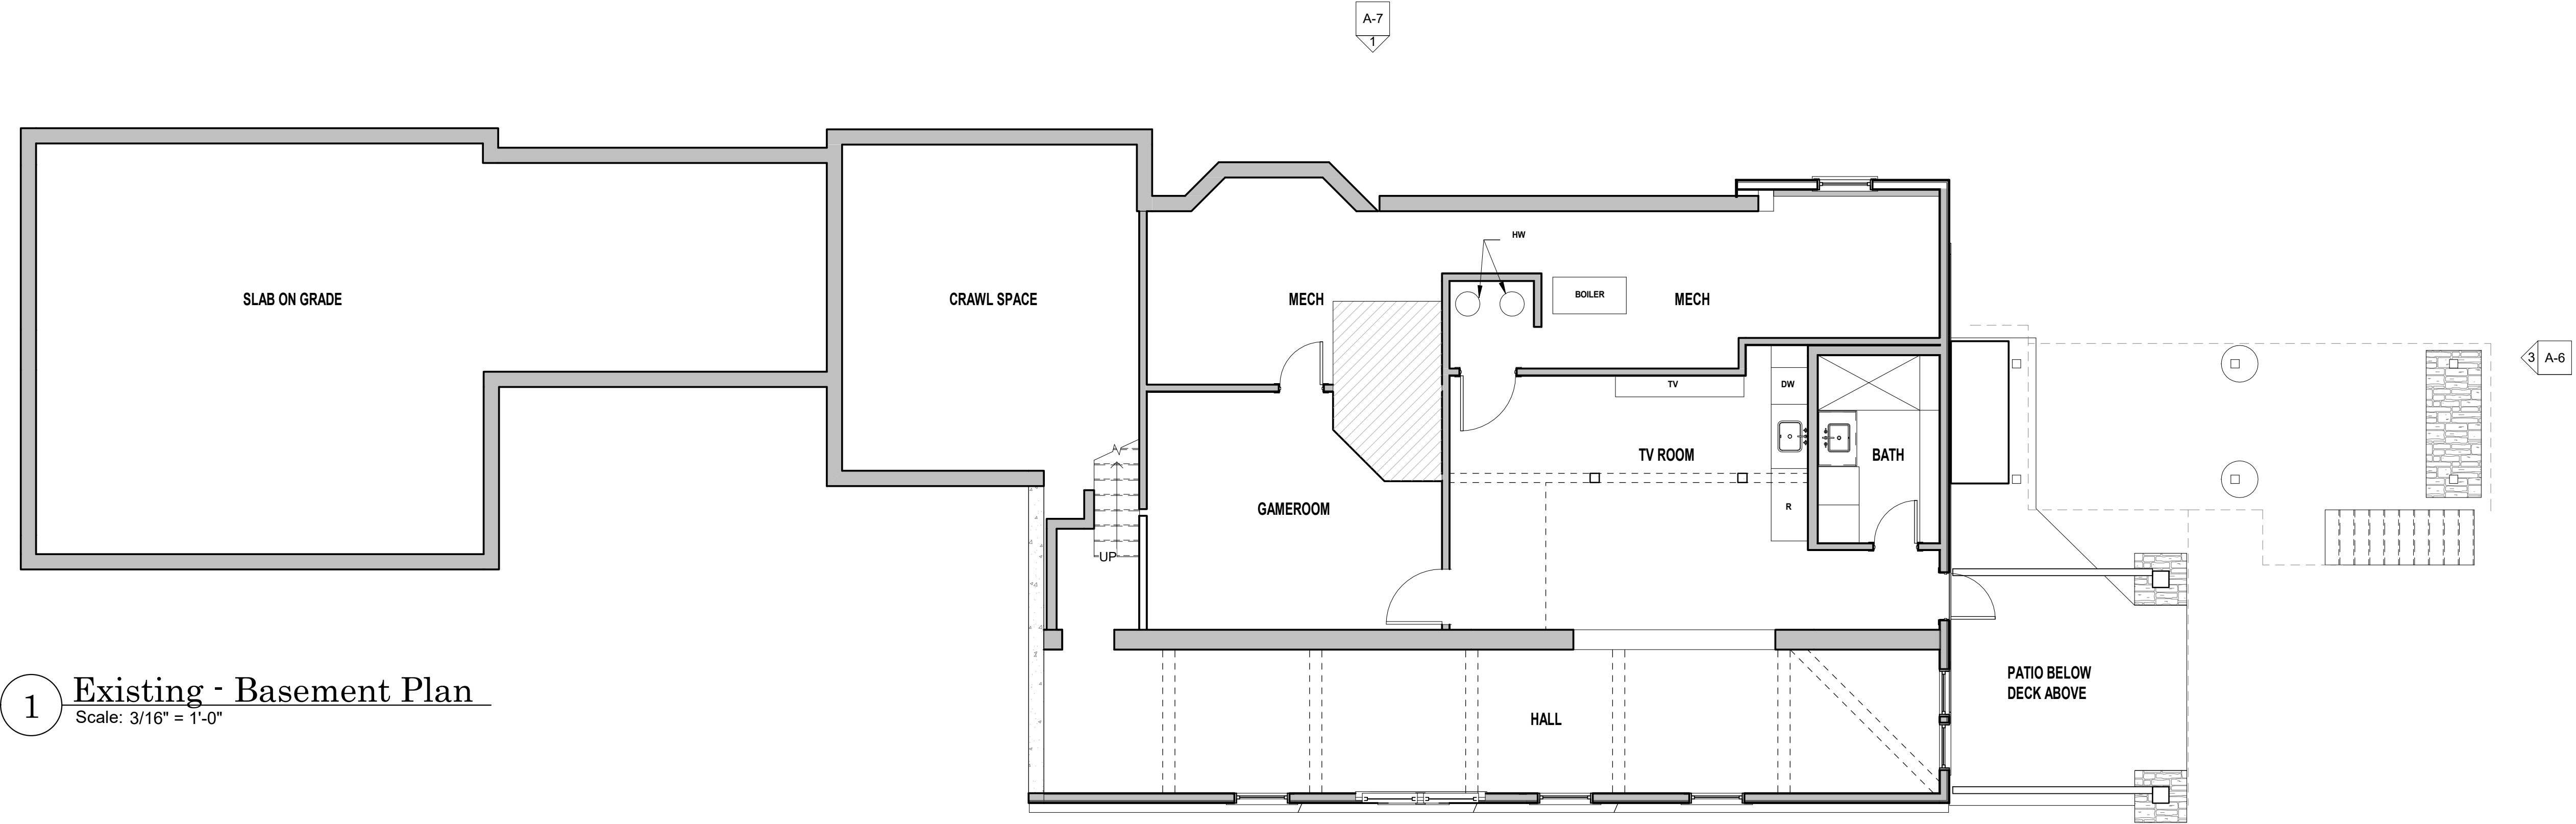 A-7
1
HW
SLAB ON GRADE
CRAWL SPACE
MECH
BOILER
MECH
3 A-6
TV
DW
TV ROOM
BATH
GAMEROOM
R
UP
PATIO BELOW
DECK ABOVE
HALL
1
Existing - Basement Plan
Scale: 3/16" = 1'-0"